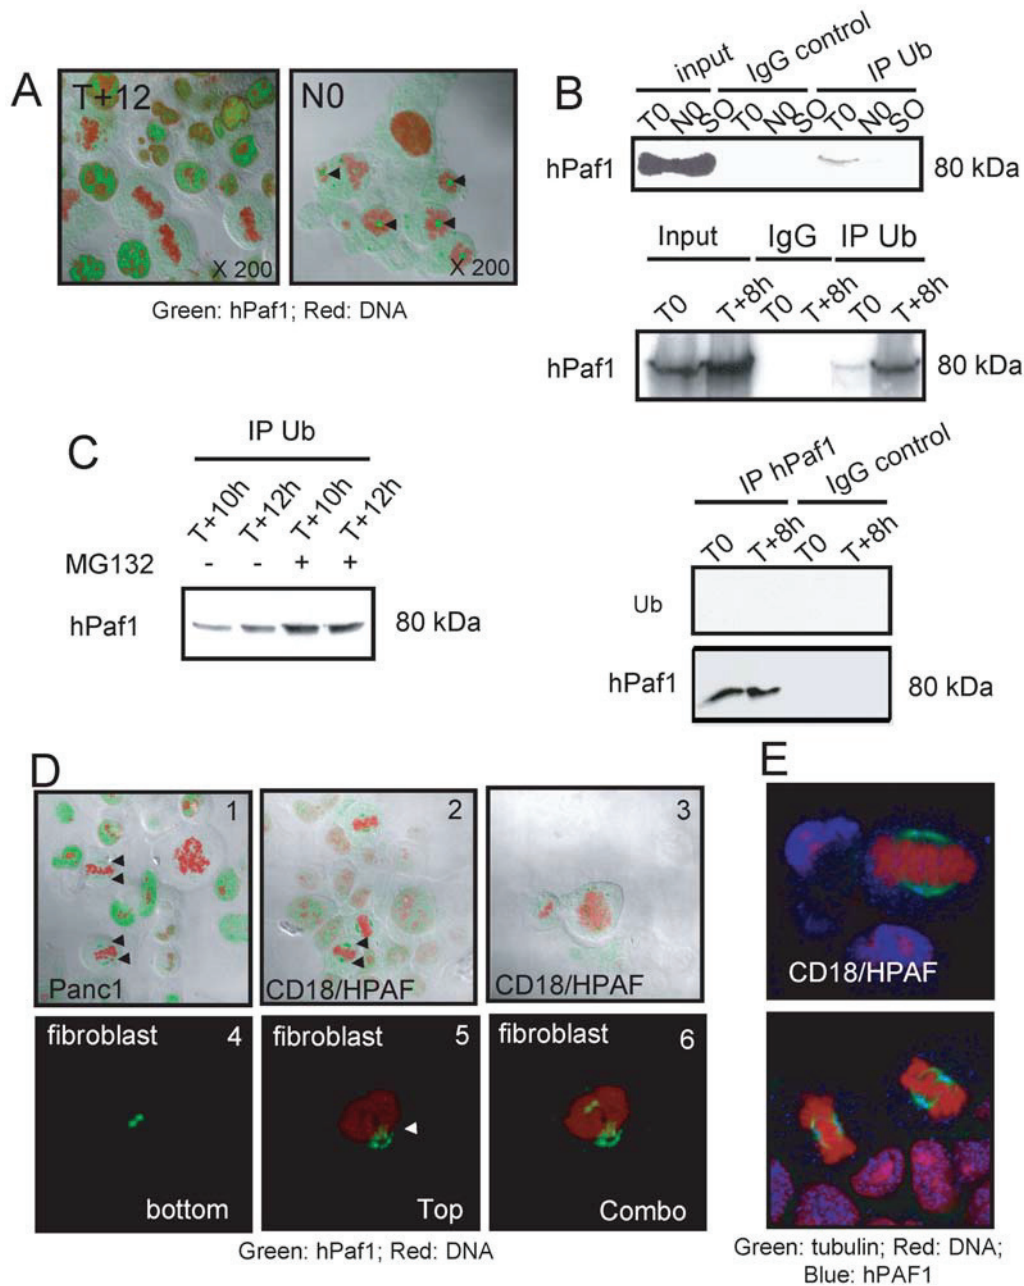 A
T+12
X 200
N0
X 200
Green: hPaf1; Red: DNA
B
input IgG control IP Ub
T0 N0 SO T0 N0 SO T0 N0 SO
hPaf1 80 kDa
Input IgG IP Ub
T0 T+8h T0 T+8h T0 T+8h
hPaf1 80 kDa
C
IP Ub
T+10h T+12h T+10h T+12h
MG132 - - + +
hPaf1 80 kDa
IP hPaf1 IgG control
T0 T+8h T0 T+8h
Ub
hPaf1 80 kDa
D
1
Panc1
2
CD18/HPAF
3
CD18/HPAF
fibroblast 4
bottom
fibroblast 5
Top
fibroblast 6
Combo
Green: hPaf1; Red: DNA
E
CD18/HPAF
Green: tubulin; Red: DNA;
Blue: hPAF1